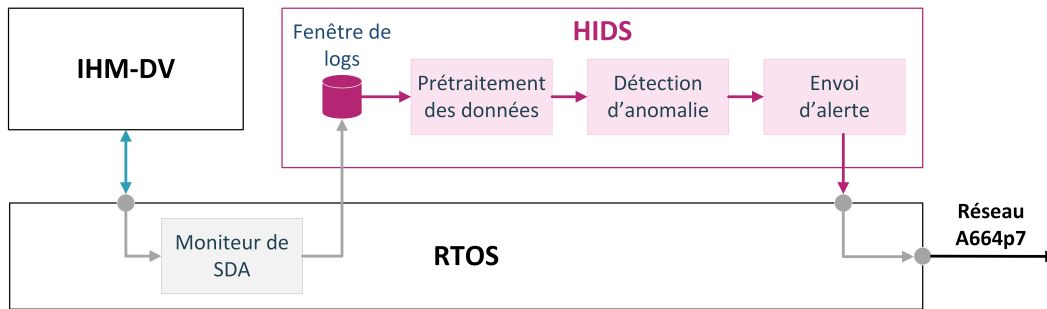 IHM-DV
HIDS
Fenêtre de
logs
Prétraitement
des données
Détection
d'anomalie
Envoi
d'alerte
Moniteur de
SDA
RTOS
Réseau
A664p7